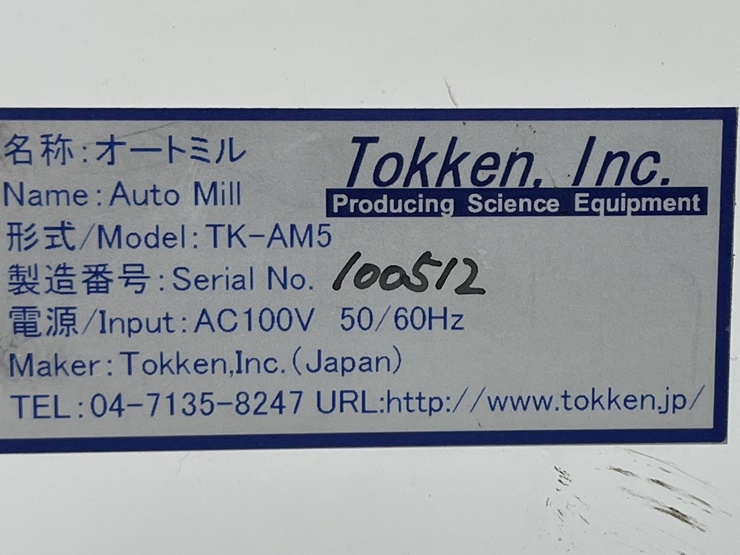 名称:オートミル
Tokken, Inc.
Name:Auto Mill
Producing Science Equipment
形式/Model:TK-AM5
製造番号:Serial No. 100512
電源/Input:AC100V 50/60Hz
Maker:Tokken,Inc.(Japan)
TEL:04-7135-8247 URL:http://www.tokken.jp/